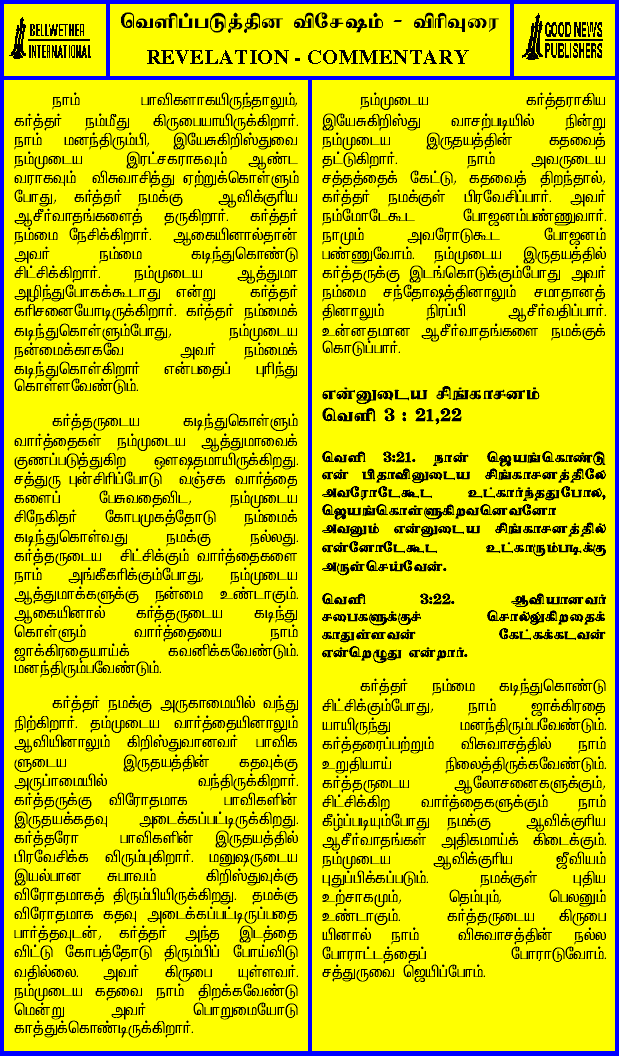 BELLWETHER
INTERNATIONAL
வெளிப்படுத்தின விசேஷம் - விரிவுரை
REVELATION - COMMENTARY
GOOD NEWS
PUBLISHERS
நாம் பாவிகளாகயிருந்தாலும்,
கர்த்தர் நம்மீது கிருபையாயிருக்கிறார்.
நாம் மனந்திரும்பி, இயேசுகிறிஸ்துவை
நம்முடைய இரட்சகராகவும் ஆண்ட
வராகவும் விசுவாசித்து ஏற்றுக்கொள்ளும்
போது, கர்த்தர் நமக்கு ஆவிக்குரிய
ஆசீர்வாதங்களைத் தருகிறார். கர்த்தர்
நம்மை நேசிக்கிறார். ஆகையினால்தான்
அவர் நம்மை கடிந்துகொண்டு
சிட்சிக்கிறார். நம்முடைய ஆத்துமா
அழிந்துபோகக்கூடாது என்று கர்த்தர்
கரிசனையோடிருக்கிறார். கர்த்தர் நம்மைக்
கடிந்துகொள்ளும்போது, நம்முடைய
நன்மைக்காகவே அவர் நம்மைக்
கடிந்துகொள்கிறார் என்பதைப் புரிந்து
கொள்ளவேண்டும்.
கர்த்தருடைய கடிந்துகொள்ளும்
வார்த்தைகள் நம்முடைய ஆத்துமாவைக்
குணப்படுத்துகிற ஔஷதமாயிருக்கிறது.
சத்துரு புன்சிரிப்போடு வஞ்சக வார்த்தை
களைப் பேசுவதைவிட, நம்முடைய
சிநேகிதர் கோபமுகத்தோடு நம்மைக்
கடிந்துகொள்வது நமக்கு நல்லது.
கர்த்தருடைய சிட்சிக்கும் வார்த்தைகளை
நாம் அங்கீகரிக்கும்போது, நம்முடைய
ஆத்துமாக்களுக்கு நன்மை உண்டாகும்.
ஆகையினால் கர்த்தருடைய கடிந்து
கொள்ளும் வார்த்தையை நாம்
ஜாக்கிரதையாய்க் கவனிக்கவேண்டும்.
மனந்திரும்பவேண்டும்.
கர்த்தர் நமக்கு அருகாமையில் வந்து
நிற்கிறார். தம்முடைய வார்த்தையினாலும்
ஆவியினாலும் கிறிஸ்துவானவர் பாவிக
ளுடைய இருதயத்தின் கதவுக்கு
அருப்ாமையில் வந்திருக்கிறார்.
கர்த்தருக்கு விரோதமாக பாவிகளின்
இருதயக்கதவு அடைக்கப்பட்டிருக்கிறது.
கர்த்தரோ பாவிகளின் இருதயத்தில்
பிரவேசிக்க விரும்புகிறார். மனுஷருடைய
இயல்பான சுபாவம் கிறிஸ்துவுக்கு
விரோதமாகத் திரும்பியிருக்கிறது. தமக்கு
விரோதமாக கதவு அடைக்கப்பட்டிருப்பதை
பார்த்தவுடன், கர்த்தர் அந்த இடத்தை
விட்டு கோபத்தோடு திரும்பிப் போய்விடு
வதில்லை. அவர் கிருபை யுள்ளவர்.
நம்முடைய கதவை நாம் திறக்கவேண்டு
மென்று அவர் பொறுமையோடு
காத்துக்கொண்டிருக்கிறார்.
நம்முடைய கர்த்தராகிய
இயேசுகிறிஸ்து வாசற்படியில் நின்று
நம்முடைய இருதயத்தின் கதவைத்
தட்டுகிறார். நாம் அவருடைய
சத்தத்தைக் கேட்டு, கதவைத் திறந்தால்,
கர்த்தர் நமக்குள் பிரவேசிப்பார். அவர்
நம்மோடேகூட போஜனம்பண்ணுவார்.
நாமும் அவரோடுகூட போஜனம்
பண்ணுவோம். நம்முடைய இருதயத்தில்
கர்த்தருக்கு இடங்கொடுக்கும்போது அவர்
நம்மை சந்தோஷத்தினாலும் சமாதானத்
தினாலும் நிரப்பி ஆசீர்வதிப்பார்.
உன்னதமான ஆசீர்வாதங்களை நமக்குக்
கொடுப்பார்.
என்னுடைய சிங்காசனம்
வெளி 3 : 21,22
வெளி 3:21. நான் ஜெயங்கொண்டு
என் பிதாவினுடைய சிங்காசனத்திலே
அவரோடேகூட உட்கார்ந்ததுபோல,
ஜெயங்கொள்ளுகிறவனெவனோ
அவனும் என்னுடைய சிங்காசனத்தில்
என்னோடேகூட உட்காரும்படிக்கு
அருள்செய்வேன்.
வெளி 3:22. ஆவியானவர்
சபைகளுக்குச் சொல்லுகிறதைக்
காதுள்ளவன் கேட்கக்கடவன்
என்றெழுது என்றார்.
கர்த்தர் நம்மை கடிந்துகொண்டு
சிட்சிக்கும்போது, நாம் ஜாக்கிரதை
யாயிருந்து மனந்திரும்பவேண்டும்.
கர்த்தரைப்பற்றும் விசுவாசத்தில் நாம்
உறுதியாய் நிலைத்திருக்கவேண்டும்.
கர்த்தருடைய ஆலோசனைகளுக்கும்,
சிட்சிக்கிற வார்த்தைகளுக்கும் நாம்
கீழ்ப்படியும்போது நமக்கு ஆவிக்குரிய
ஆசீர்வாதங்கள் அதிகமாய்க் கிடைக்கும்.
நம்முடைய ஆவிக்குரிய ஜீவியம்
புதுப்பிக்கப்படும். நமக்குள் புதிய
உற்சாகமும், தெம்பும், பெலனும்
உண்டாகும். கர்த்தருடைய கிருபை
யினால் நாம் விசுவாசத்தின் நல்ல
போராட்டத்தைப் போராடுவோம்.
சத்துருவை ஜெயிப்போம்.